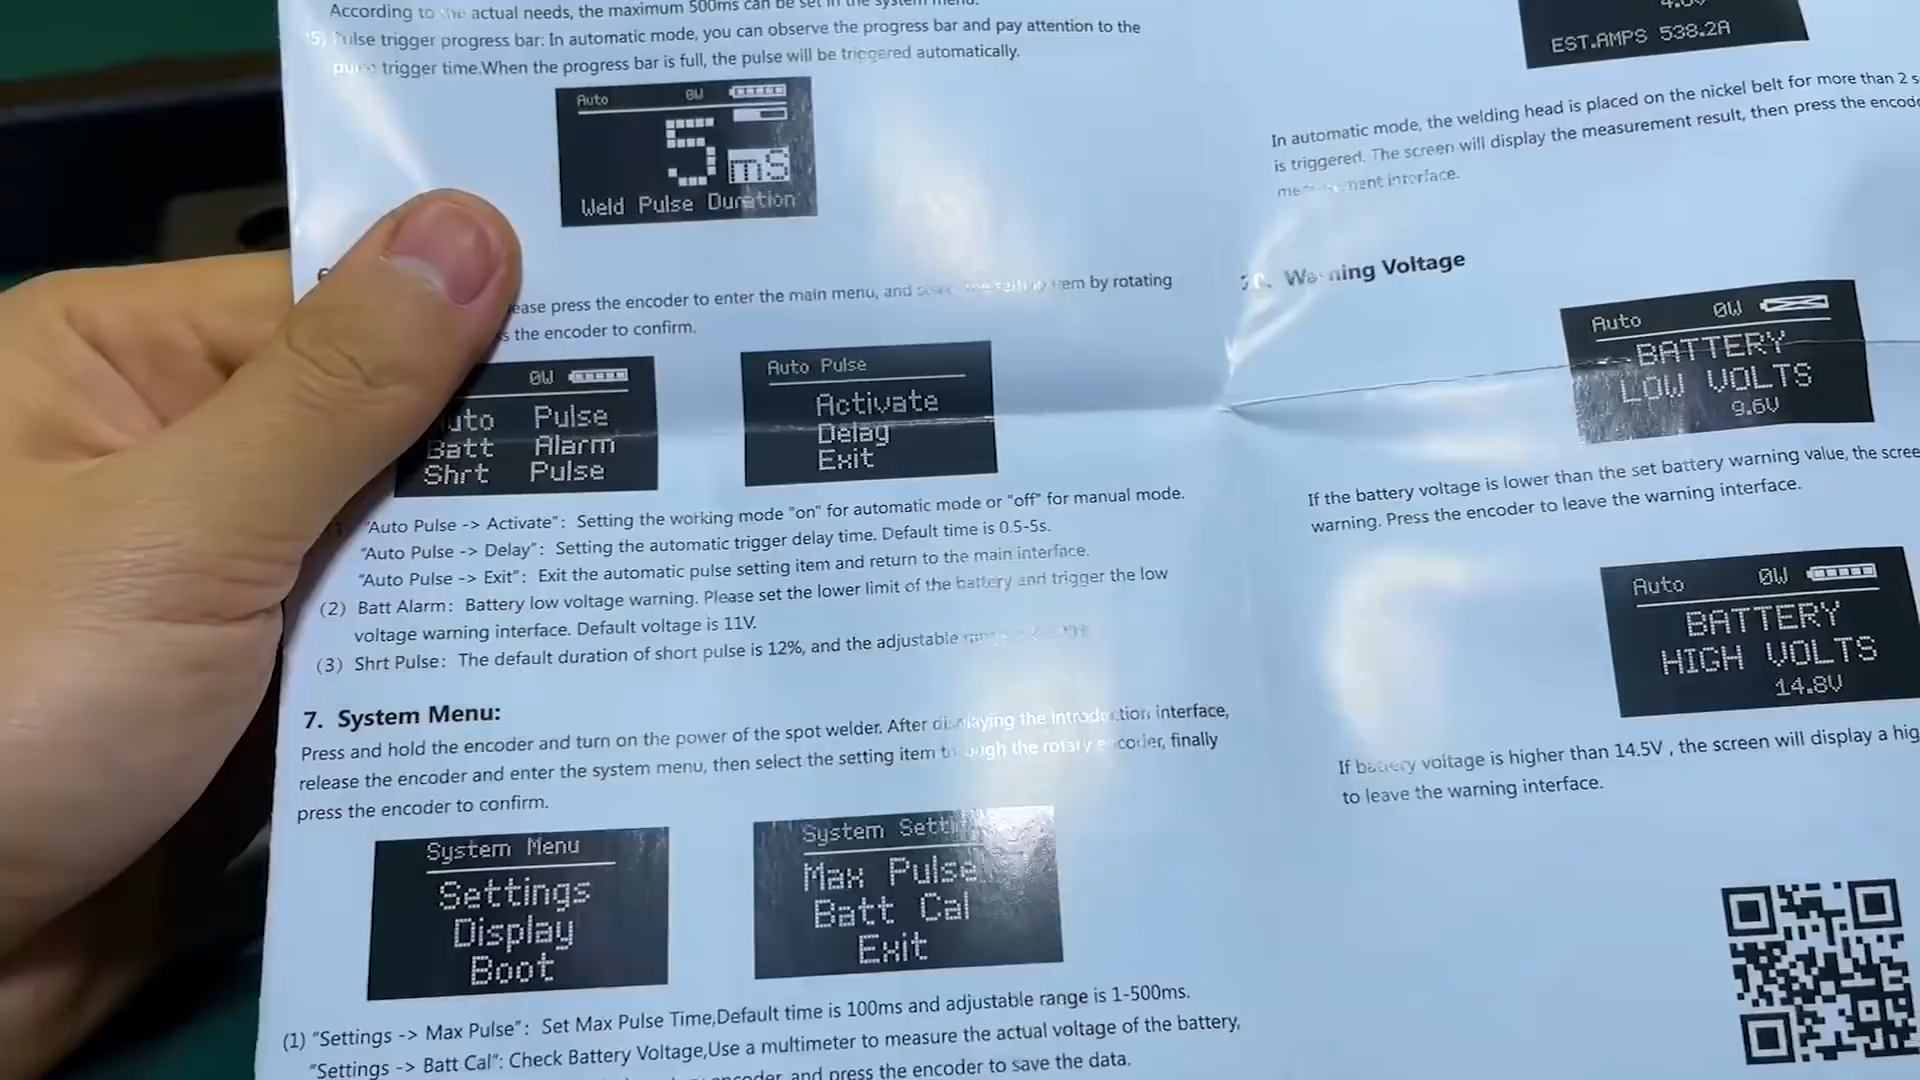 According to the actual needs, the maximum 500ms can be set in the system menu.
5) Pulse trigger progress bar: In automatic mode, you can observe the progress bar and pay attention to the
trigger time.When the progress bar is full, the pulse will be triggered automatically.
Auto 0W
5 ms
Weld Pulse Duration
ease press the encoder to enter the main menu, and item by rotating
the encoder to confirm.
0W
uto Pulse
Batt Alarm
Shrt Pulse
Auto Pulse
Activate
Delay
Exit
"Auto Pulse -> Activate": Setting the working mode "on" for automatic mode or "off" for manual mode.
"Auto Pulse -> Delay": Setting the automatic trigger delay time. Default time is 0.5-5s.
"Auto Pulse -> Exit": Exit the automatic pulse setting item and return to the main interface.
(2) Batt Alarm: Battery low voltage warning. Please set the lower limit of the battery and trigger the low
voltage warning interface. Default voltage is 11V.
(3) Shrt Pulse: The default duration of short pulse is 12%, and the adjustable
7. System Menu:
Press and hold the encoder and turn on the power of the spot welder. After displaying the introduction interface,
release the encoder and enter the system menu, then select the setting item through the rotary encoder, finally
press the encoder to confirm.
System Menu
Settings
Display
Boot
System Setti
Max Pulse
Batt Cal
Exit
(1) "Settings -> Max Pulse": Set Max Pulse Time,Default time is 100ms and adjustable range is 1-500ms.
"Settings -> Batt Cal": Check Battery Voltage,Use a multimeter to measure the actual voltage of the battery,
encoder and press the encoder to save the data.
EST.AMPS 538.2A
In automatic mode, the welding head is placed on the nickel belt for more than 2 s
is triggered. The screen will display the measurement result, then press the encode
interface.
Warning Voltage
Auto 0W
BATTERY
LOW VOLTS
9.6V
If the battery voltage is lower than the set battery warning value, the scree
warning. Press the encoder to leave the warning interface.
Auto 0W
BATTERY
HIGH VOLTS
14.8V
If battery voltage is higher than 14.5V , the screen will display a hig
to leave the warning interface.